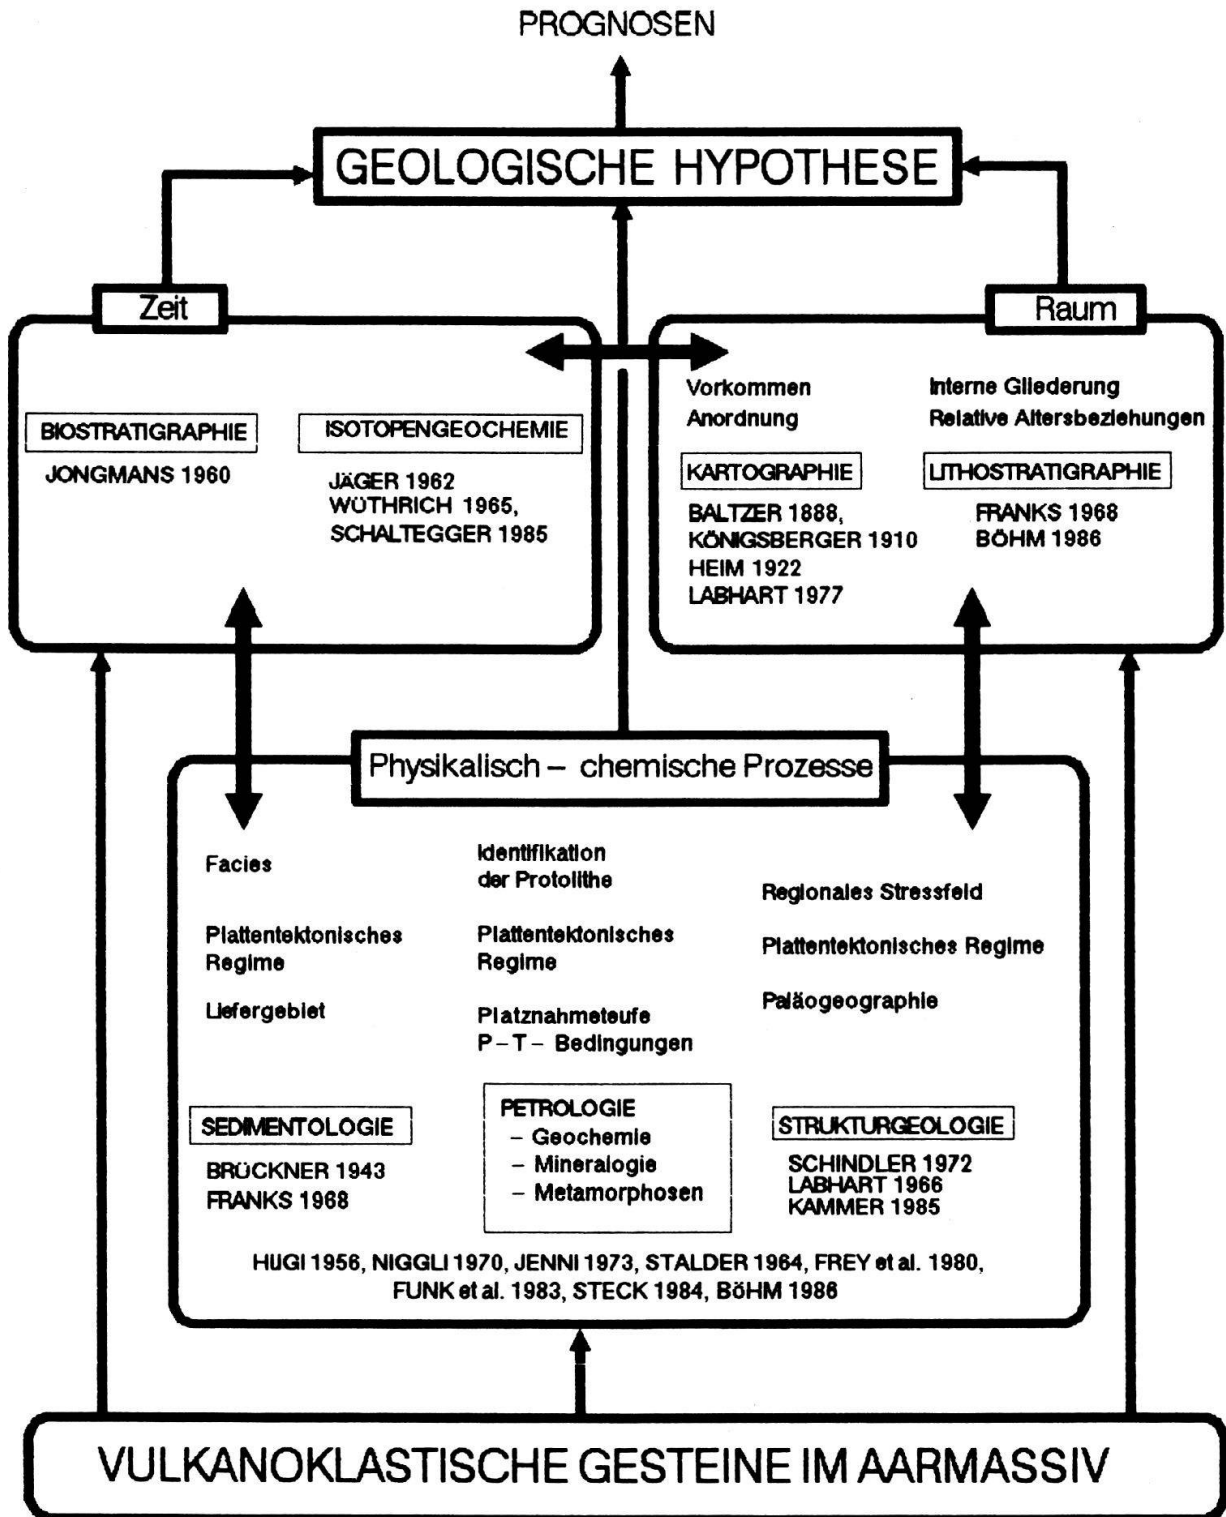 PROGNOSEN
GEOLOGISCHE HYPOTHESE
Zeit
BIOSTRATIGRAPHIE
JONGMANS 1960
ISOTOPENGEOCHEMIE
JÄGER 1962
WÜTHRICH 1965,
SCHALTEGGER 1985
Raum
Vorkommen
Anordnung
KARTOGRAPHIE
BALTZER 1888,
KÖNIGSBERGER 1910
HEIM 1922
LABHART 1977
Interne Gliederung
Relative Altersbeziehungen
LITHOSTRATIGRAPHIE
FRANKS 1968
BÖHM 1986
Physikalisch – chemische Prozesse
Facies
Plattentektonisches
Regime
Liefergebiet
SEDIMENTOLOGIE
BRÜCKNER 1943
FRANKS 1968
Identifikation
der Protolithe
Plattentektonisches
Regime
Platznahmeteufe
P – T – Bedingungen
PETROLOGIE
– Geochemie
– Mineralogie
– Metamorphosen
Regionales Stressfeld
Plattentektonisches Regime
Paläogeographie
STRUKTURGEOLOGIE
SCHINDLER 1972
LABHART 1966
KAMMER 1985
HUGI 1956, NIGGLI 1970, JENNI 1973, STALDER 1964, FREY et al. 1980,
FUNK et al. 1983, STECK 1984, BöHM 1986
VULKANOKLASTISCHE GESTEINE IM AARMASSIV